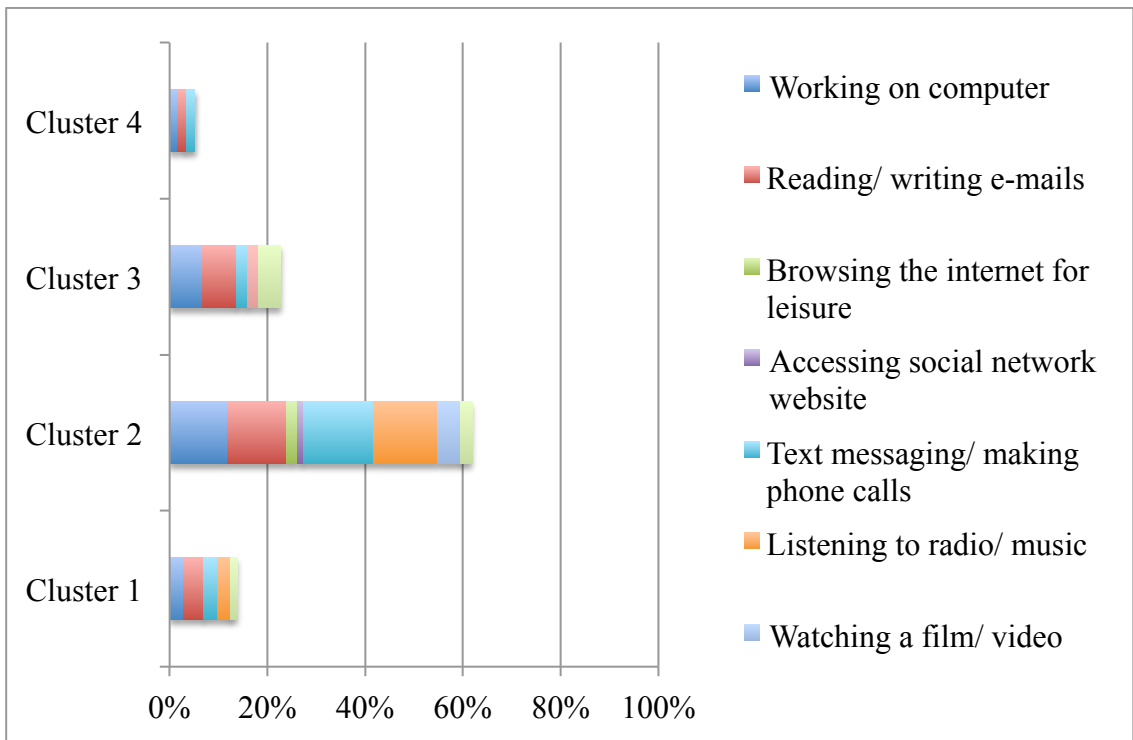 Cluster 4
Cluster 3
Cluster 2
Cluster 1
0% 20% 40% 60% 80% 100%
Working on computer
Reading/ writing e-mails
Browsing the internet for
leisure
Accessing social network
website
Text messaging/ making
phone calls
Listening to radio/ music
Watching a film/ video